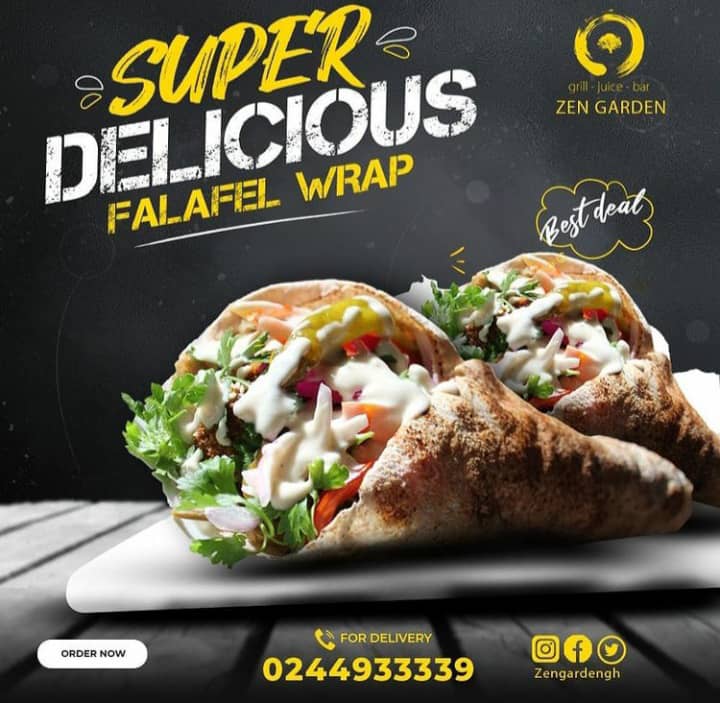 SUPER
DELICIOUS
FALAFEL WRAP
grill - juice - bar
ZEN GARDEN
Best deal
ORDER NOW
FOR DELIVERY
0244933339
Zengardengh